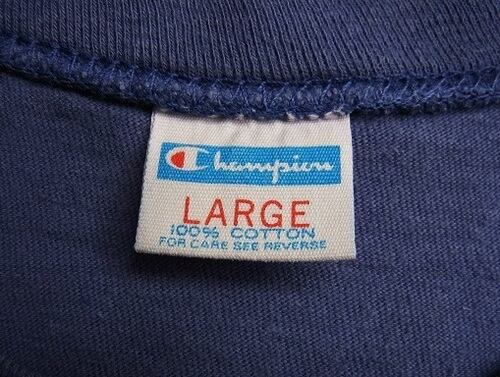 Champion
LARGE
100% COTTON
FOR CARE SEE REVERSE